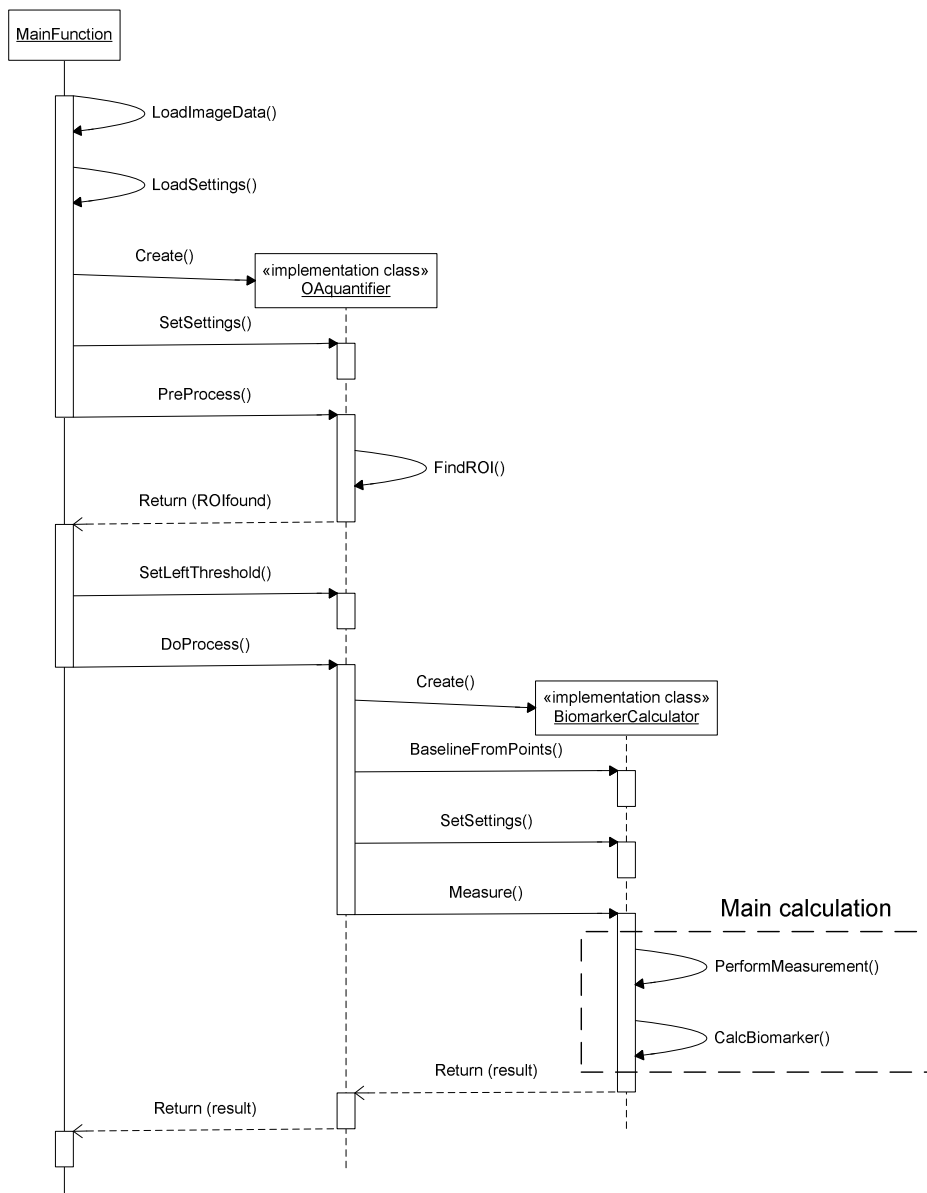 MainFunction
LoadImageData()
LoadSettings()
Create()
«implementation class»
OAquantifier
SetSettings()
PreProcess()
FindROI()
Return (ROIfound)
SetLeftThreshold()
DoProcess()
Create()
«implementation class»
BiomarkerCalculator
BaselineFromPoints()
SetSettings()
Measure()
Main calculation
PerformMeasurement()
CalcBiomarker()
Return (result)
Return (result)